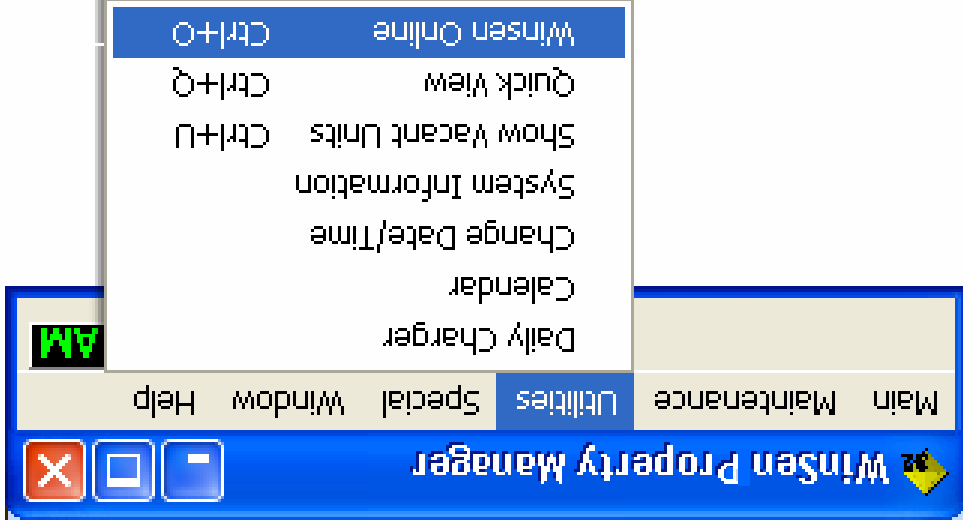 32 WinSen Property Manager
Main Maintenance Utilities Special Window Help
AM
Daily Charger
Calendar
Change Date/Time
System Information
Show Vacant Units Ctrl+U
Quick View Ctrl+Q
Winsen Online Ctrl+O